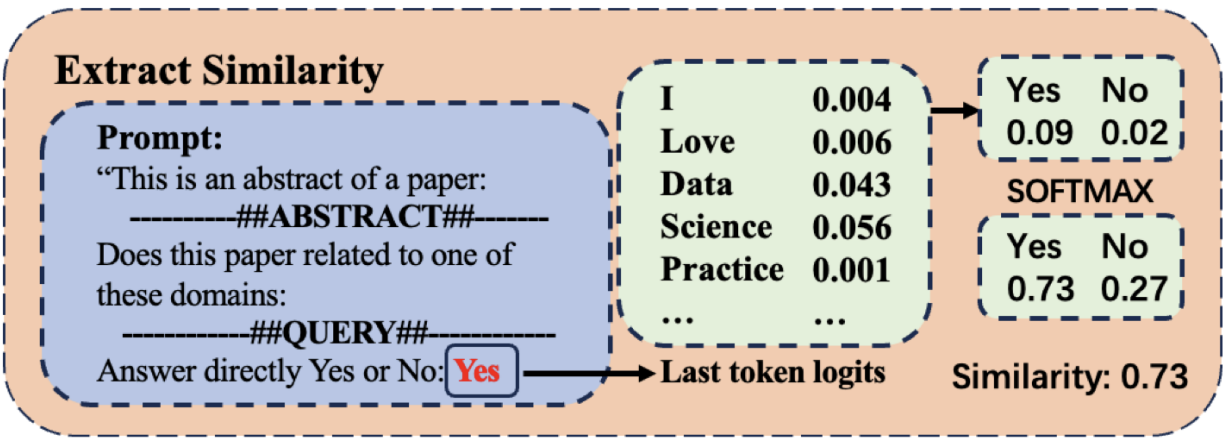 Extract Similarity
Prompt:
“This is an abstract of a paper:
----------##ABSTRACT##-------
Does this paper related to one of
these domains:
------------##QUERY##------------
Answer directly Yes or No: Yes
I 0.004
Love 0.006
Data 0.043
Science 0.056
Practice 0.001
... ...
Last token logits
Yes No
0.09 0.02
SOFTMAX
Yes No
0.73 0.27
Similarity: 0.73